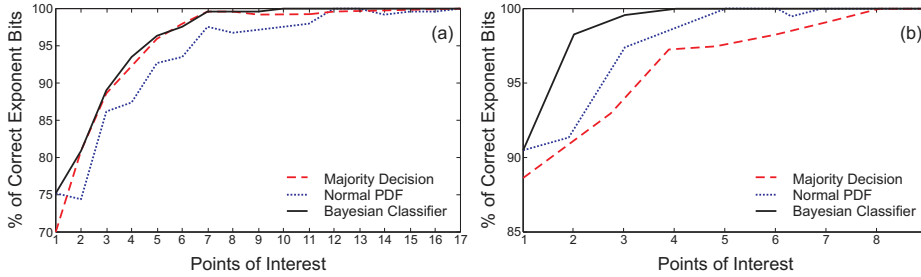 (a)
% of Correct Exponent Bits
100
95
90
85
80
75
70
Majority Decision
Normal PDF
Bayesian Classifier
1 2 3 4 5 6 7 8 9 10 11 12 13 14 15 16 17
Points of Interest
(b)
% of Correct Exponent Bits
100
95
90
85
Majority Decision
Normal PDF
Bayesian Classifier
1 2 3 4 5 6 7 8
Points of Interest